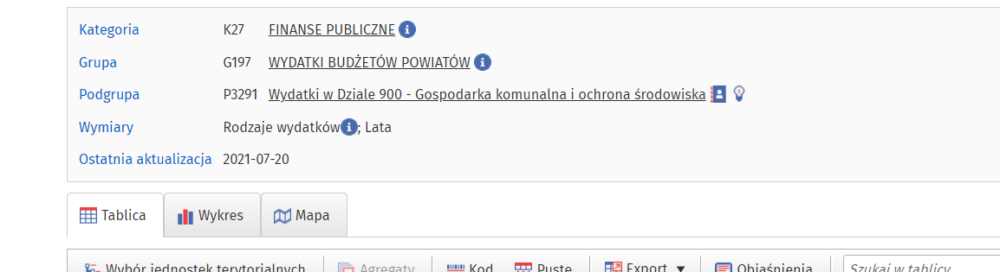 Kategoria K27 FINANSE PUBLICZNE
Grupa G197 WYDATKI BUDŻETÓW POWIATÓW
Podgrupa P3291 Wydatki w Dziale 900 - Gospodarka komunalna i ochrona środowiska
Wymiary Rodzaje wydatków; Lata
Ostatnia aktualizacja 2021-07-20
Tablica Wykres Mapa
Wybór jednostek terytorialnych Agregaty Kod Puste Export Objaśnienia Szukaj w tablicy